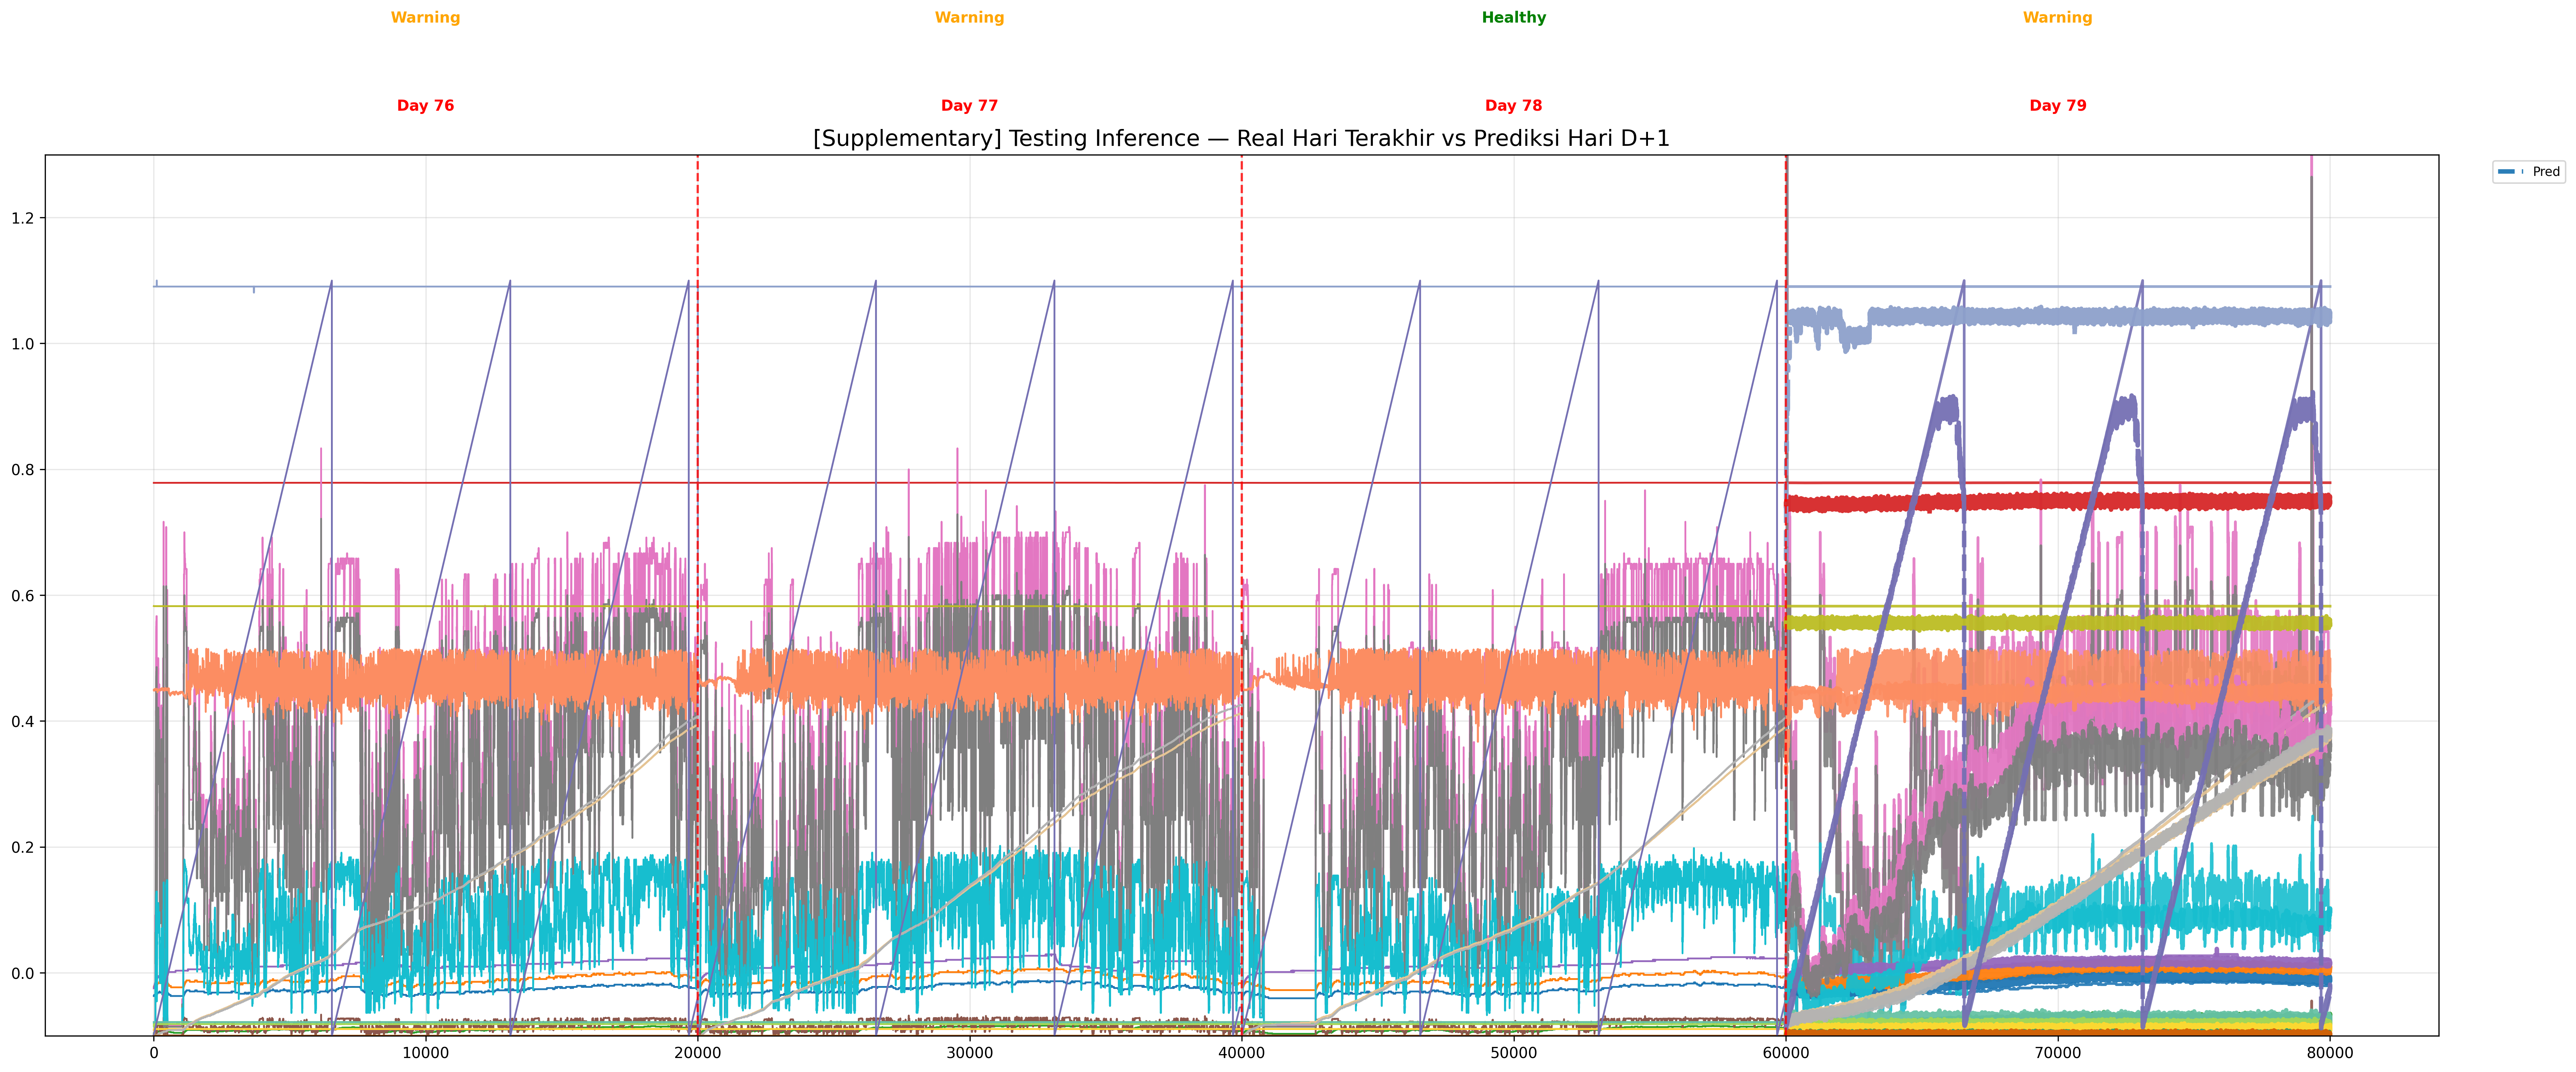 Warning Warning Healthy Warning
Day 76 Day 77 Day 78 Day 79
[Supplementary] Testing Inference — Real Hari Terakhir vs Prediksi Hari D+1
Pred
1.2
1.0
0.8
0.6
0.4
0.2
0.0
0 10000 20000 30000 40000 50000 60000 70000 80000